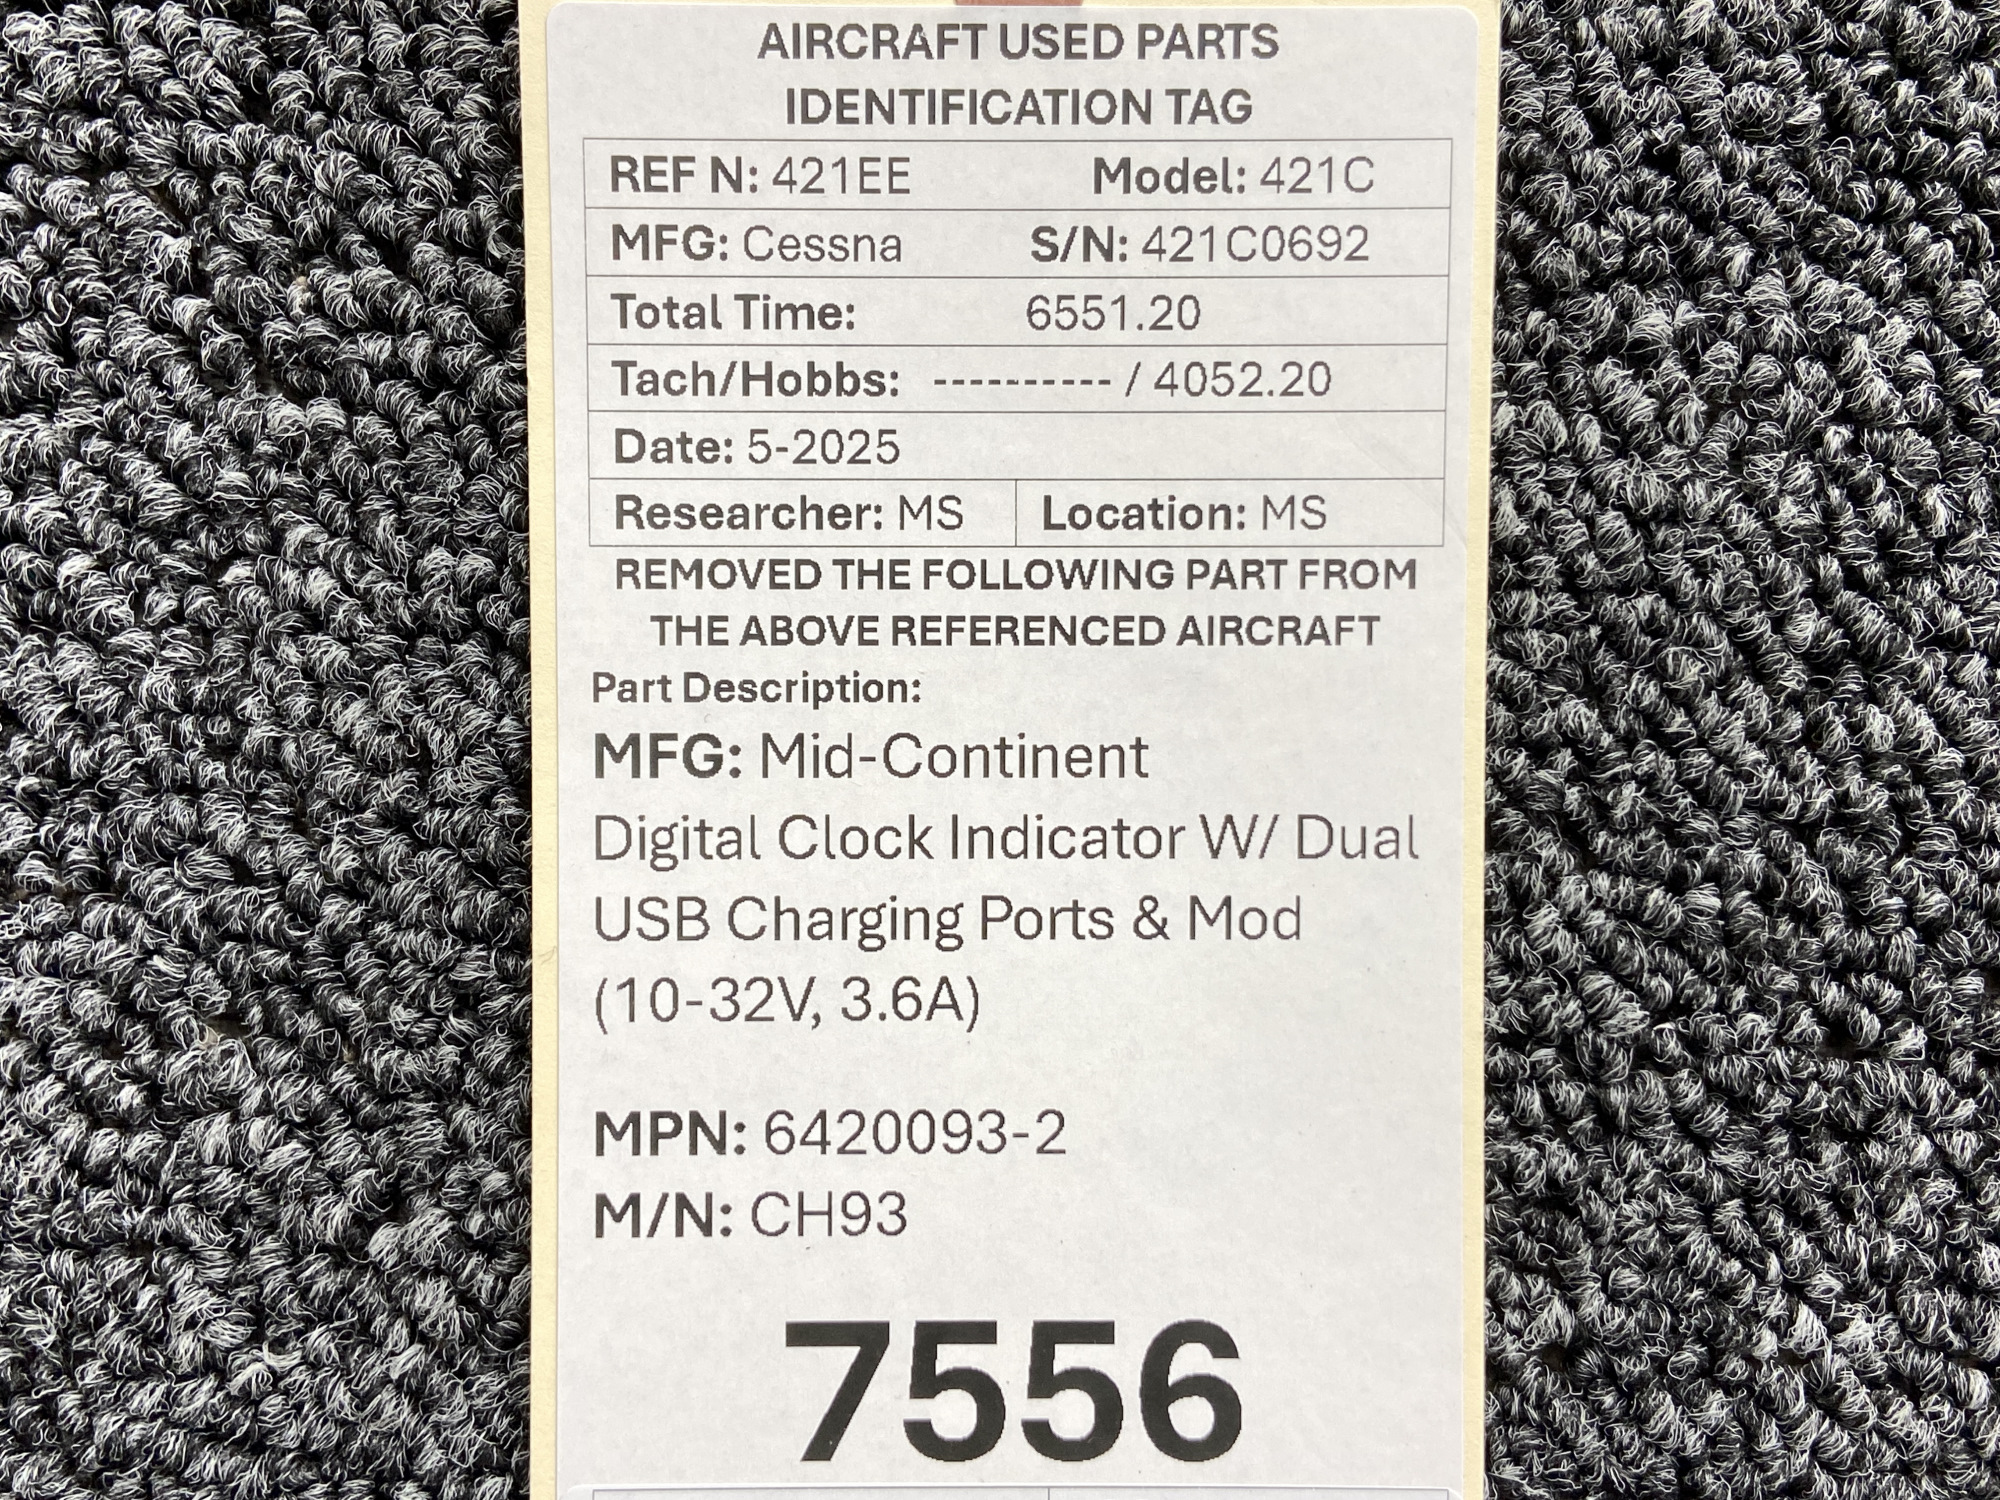 AIRCRAFT USED PARTS
IDENTIFICATION TAG
REF N: 421EE Model: 421C
MFG: Cessna S/N: 421C0692
Total Time: 6551.20
Tach/Hobbs: ---------- / 4052.20
Date: 5-2025
Researcher: MS Location: MS
REMOVED THE FOLLOWING PART FROM
THE ABOVE REFERENCED AIRCRAFT
Part Description:
MFG: Mid-Continent
Digital Clock Indicator W/ Dual
USB Charging Ports & Mod
(10-32V, 3.6A)
MPN: 6420093-2
M/N: CH93
7556